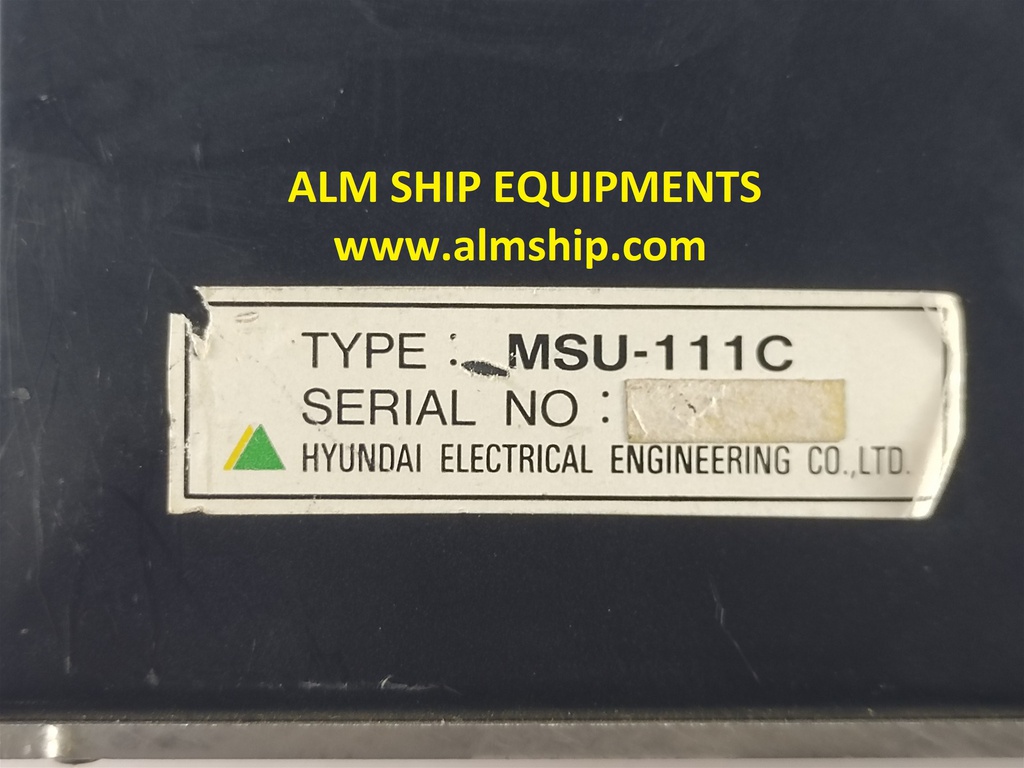 ALM SHIP EQUIPMENTS
www.almship.com
TYPE : MSU-111C
SERIAL NO :
HYUNDAI ELECTRICAL ENGINEERING CO.,LTD.